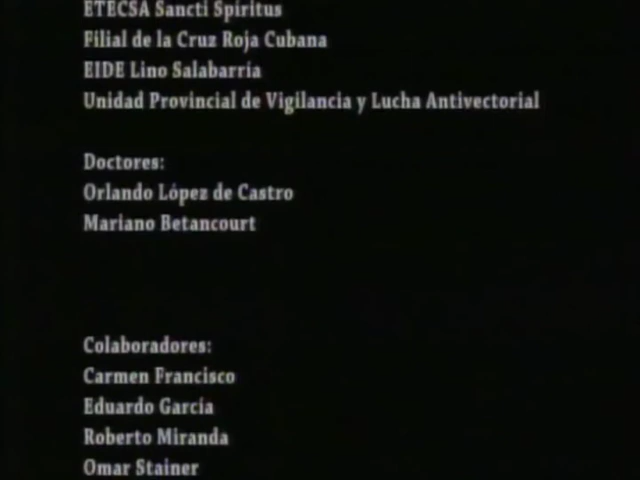 ETECSA Sancti Spíritus
Filial de la Cruz Roja Cubana
EIDE Lino Salabarría
Unidad Provincial de Vigilancia y Lucha Antivectorial
Doctores:
Orlando López de Castro
Mariano Betancourt
Colaboradores:
Carmen Francisco
Eduardo García
Roberto Miranda
Omar Stainer